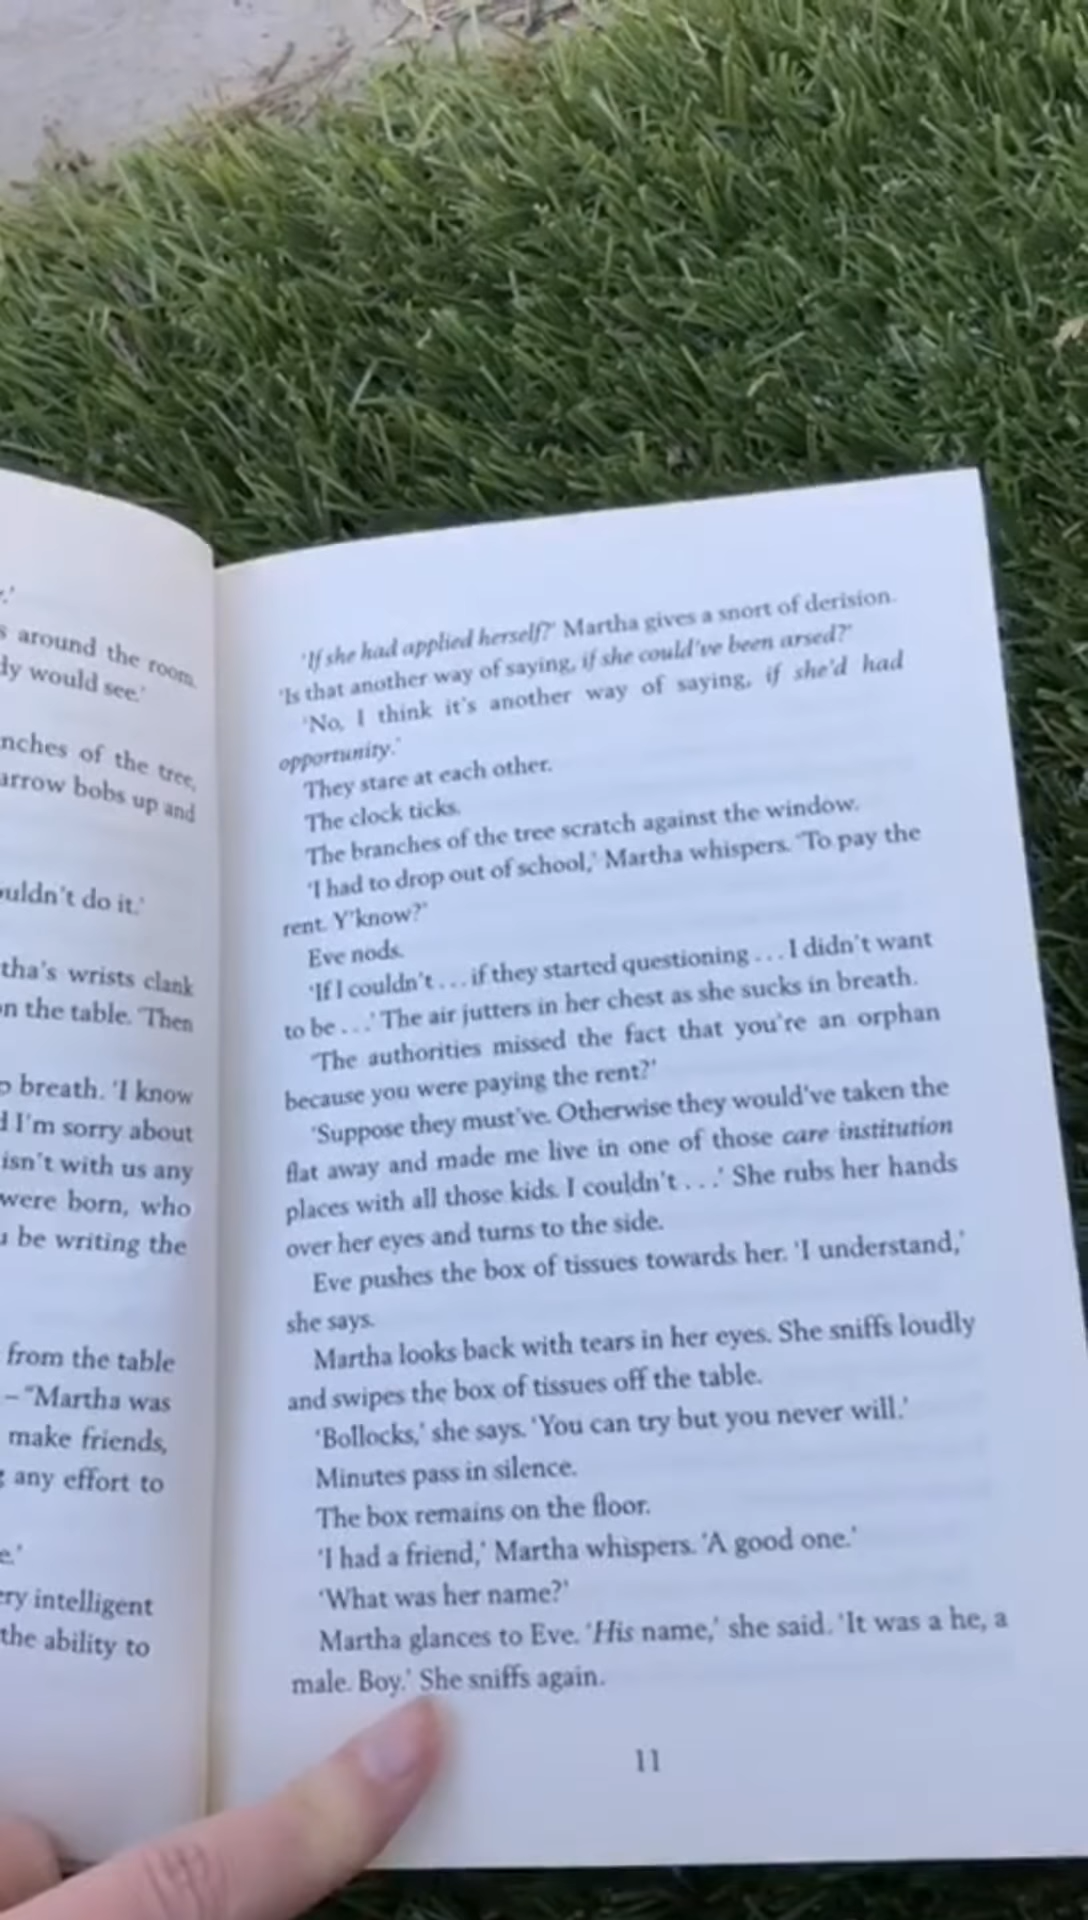 .'
s around the room.
dy would see.'
nches of the tree,
arrow bobs up and
ouldn't do it.'
tha's wrists clank
on the table. 'Then
breath. 'I know
I'm sorry about
isn't with us any
were born, who
be writing the
from the table
– "Martha was
make friends,
any effort to
e.'
ery intelligent
the ability to
'If she had applied herself?' Martha gives a snort of derision.
'Is that another way of saying, if she could've been arsed?'
'No, I think it's another way of saying, if she'd had
opportunity.'
They stare at each other.
The clock ticks.
The branches of the tree scratch against the window.
'I had to drop out of school,' Martha whispers. 'To pay the
rent. Y'know?'
Eve nods.
'If I couldn't . . . if they started questioning . . . I didn't want
to be . . .' The air jutters in her chest as she sucks in breath.
'The authorities missed the fact that you're an orphan
because you were paying the rent?'
'Suppose they must've. Otherwise they would've taken the
flat away and made me live in one of those care institution
places with all those kids. I couldn't . . .' She rubs her hands
over her eyes and turns to the side.
Eve pushes the box of tissues towards her. 'I understand,'
she says.
Martha looks back with tears in her eyes. She sniffs loudly
and swipes the box of tissues off the table.
'Bollocks,' she says. 'You can try but you never will.'
Minutes pass in silence.
The box remains on the floor.
'I had a friend,' Martha whispers. 'A good one.'
'What was her name?'
Martha glances to Eve. 'His name,' she said. 'It was a he, a
male. Boy.' She sniffs again.
11